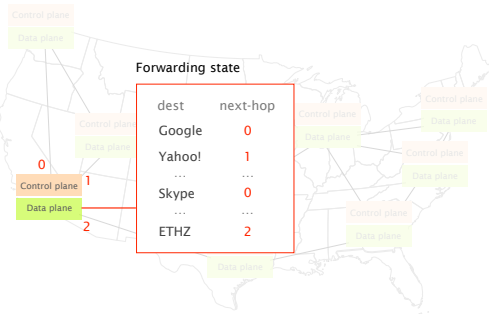 Control plane
Data plane
Forwarding state
dest next-hop
Google 0
Yahoo! 1
... ...
Skype 0
... ...
ETHZ 2
Control plane
Data plane
Control plane
Data plane
Control plane
Data plane
Control plane
Data plane
0
1
Control plane
Data plane
2
Control plane
Data plane
Data plane